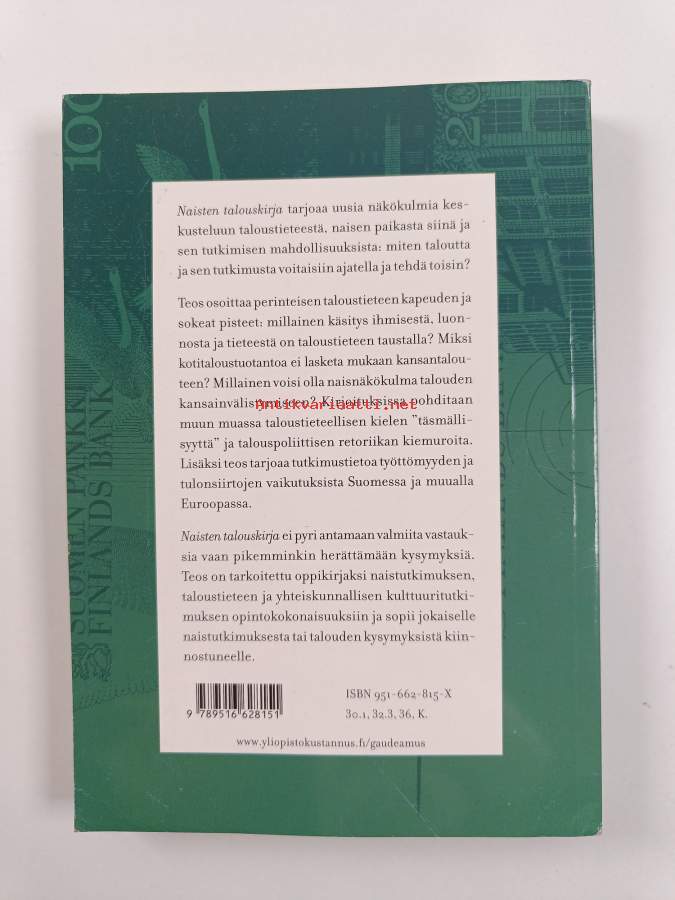 100
20
SUOMEN PANKKI
FINLANDS BANK
Naisten talouskirja tarjoaa uusia näkökulmia kes-
kusteluun taloustieteestä, naisen paikasta siinä ja
sen tutkimisen mahdollisuuksista: miten taloutta
ja sen tutkimusta voitaisiin ajatella ja tehdä toisin?
Teos osoittaa perinteisen taloustieteen kapeuden ja
sokeat pisteet: millainen käsitys ihmisestä, luon-
nosta ja tieteestä on taloustieteen taustalla? Miksi
kotitaloustuotantoa ei lasketa mukaan kansantalou-
teen? Millainen voisi olla naisnäkökulma talouden
kansainvälistymiseen? Kirjoituksissa pohditaan
Antikvariaatti.net
muun muassa taloustieteellisen kielen "täsmälli-
syyttä" ja talouspoliittisen retoriikan kiemuroita.
Lisäksi teos tarjoaa tutkimustietoa työttömyyden ja
tulonsiirtojen vaikutuksista Suomessa ja muualla
Euroopassa.
Naisten talouskirja ei pyri antamaan valmiita vastauk-
sia vaan pikemminkin herättämään kysymyksiä.
Teos on tarkoitettu oppikirjaksi naistutkimuksen,
taloustieteen ja yhteiskunnallisen kulttuuritutki-
muksen opintokokonaisuuksiin ja sopii jokaiselle
naistutkimuksesta tai talouden kysymyksistä kiin-
nostuneelle.
ISBN 951-662-815-X
9 789516 628151
30.1, 32.3, 36, K.
www.yliopistokustannus.fi/gaudeamus